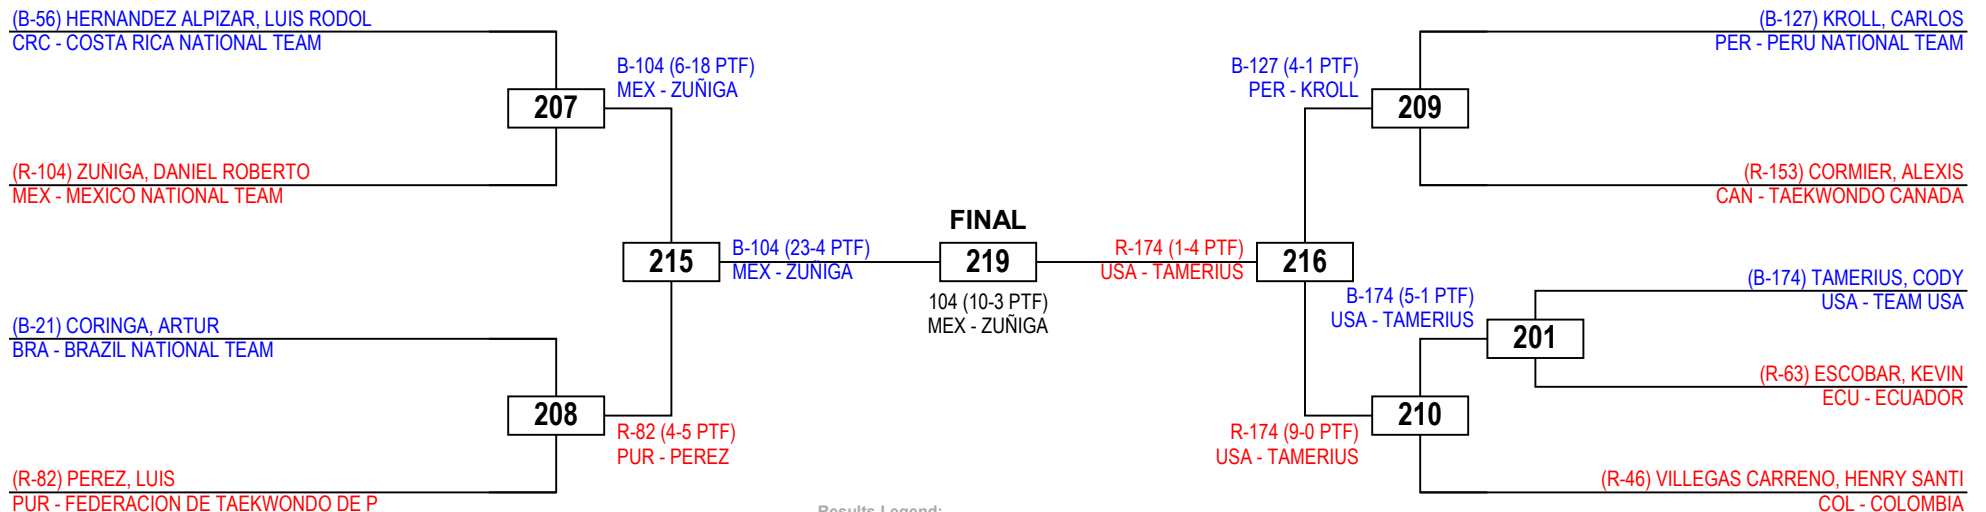 (B-56) HERNANDEZ ALPIZAR, LUIS RODOL
CRC - COSTA RICA NATIONAL TEAM
B-104 (6-18 PTF)
MEX - ZUÑIGA
207
(R-104) ZUÑIGA, DANIEL ROBERTO
MEX - MEXICO NATIONAL TEAM
215
B-104 (23-4 PTF)
MEX - ZUÑIGA
(B-21) CORINGA, ARTUR
BRA - BRAZIL NATIONAL TEAM
208
R-82 (4-5 PTF)
PUR - PEREZ
(R-82) PEREZ, LUIS
PUR - FEDERACION DE TAEKWONDO DE P
FINAL
219
104 (10-3 PTF)
MEX - ZUÑIGA
Results Legend:
(B-127) KROLL, CARLOS
PER - PERU NATIONAL TEAM
B-127 (4-1 PTF)
PER - KROLL
209
(R-153) CORMIER, ALEXIS
CAN - TAEKWONDO CANADA
R-174 (1-4 PTF)
USA - TAMERIUS
216
(B-174) TAMERIUS, CODY
USA - TEAM USA
B-174 (5-1 PTF)
USA - TAMERIUS
201
(R-63) ESCOBAR, KEVIN
ECU - ECUADOR
210
R-174 (9-0 PTF)
USA - TAMERIUS
(R-46) VILLEGAS CARRENO, HENRY SANTI
COL - COLOMBIA